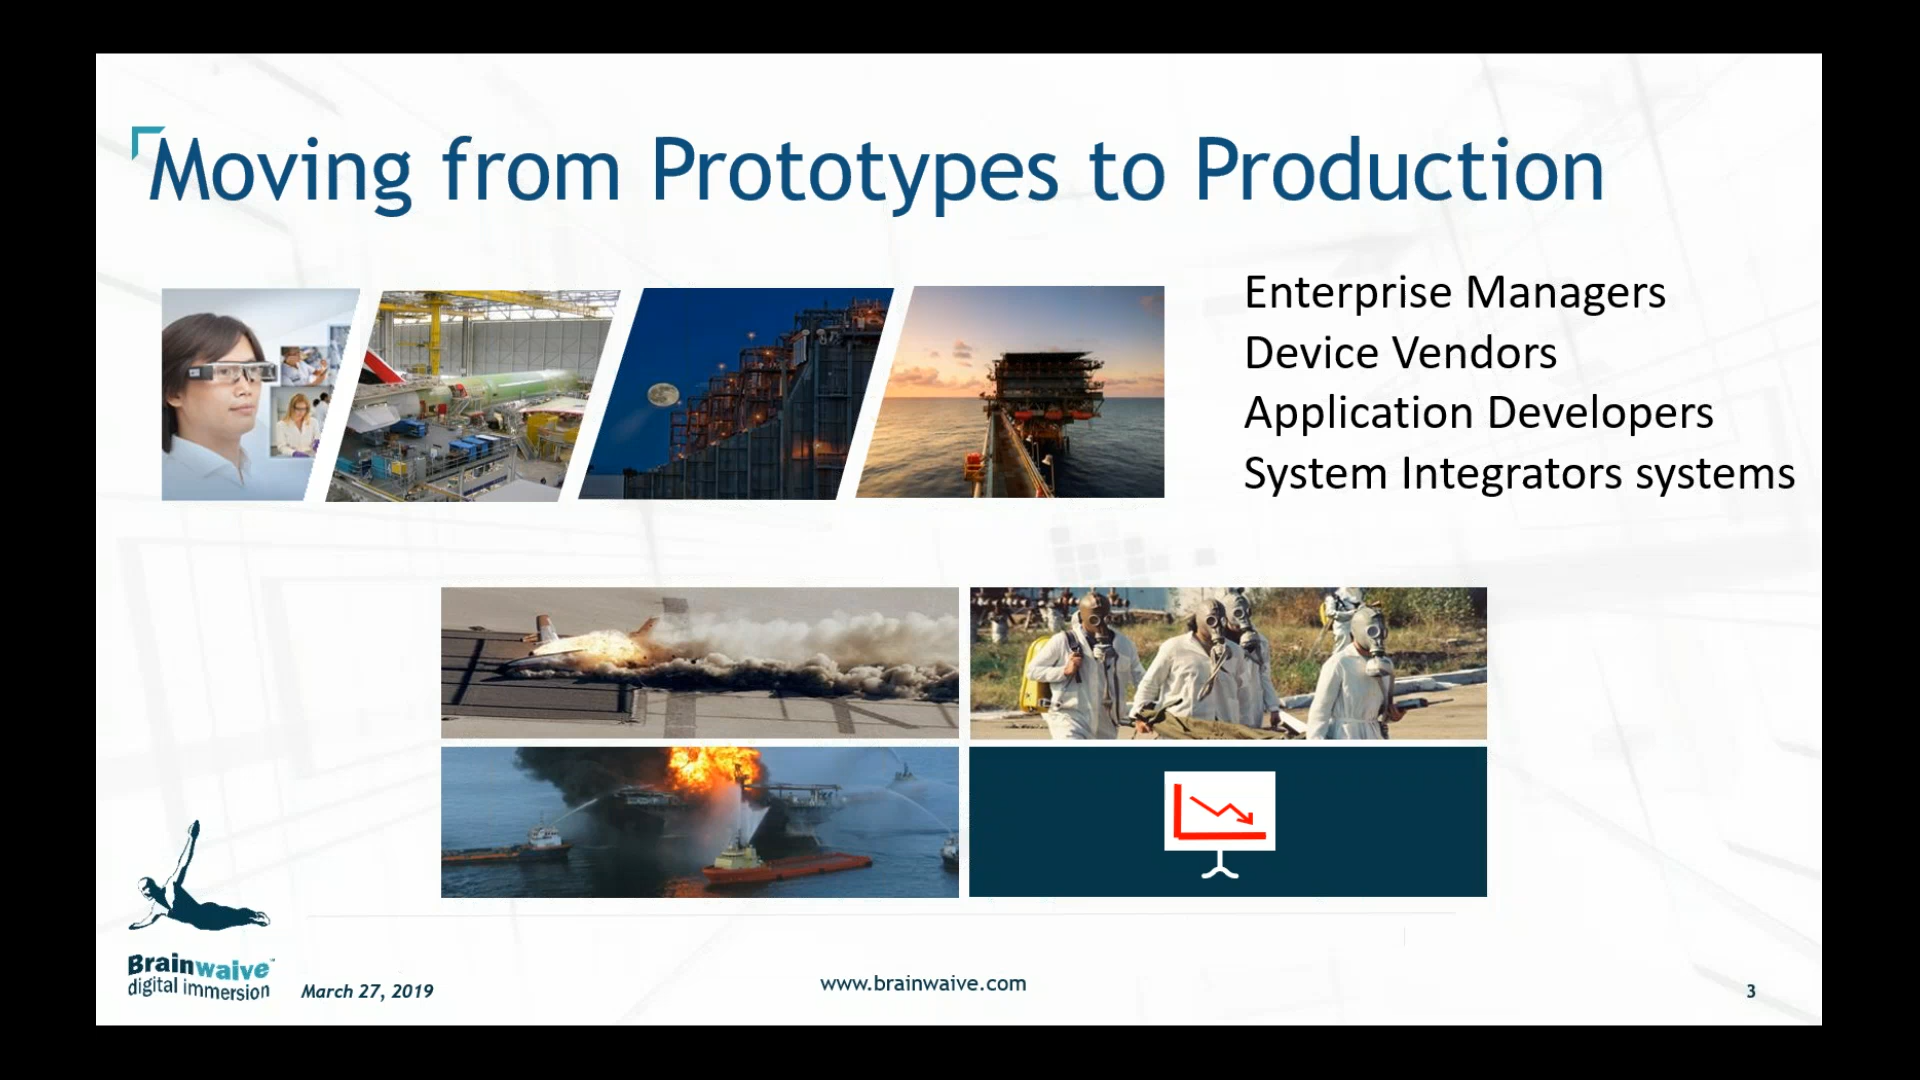 Moving from Prototypes to Production
Enterprise Managers
Device Vendors
Application Developers
System Integrators systems
Brainwaive™
digital immersion
March 27, 2019
www.brainwaive.com
3